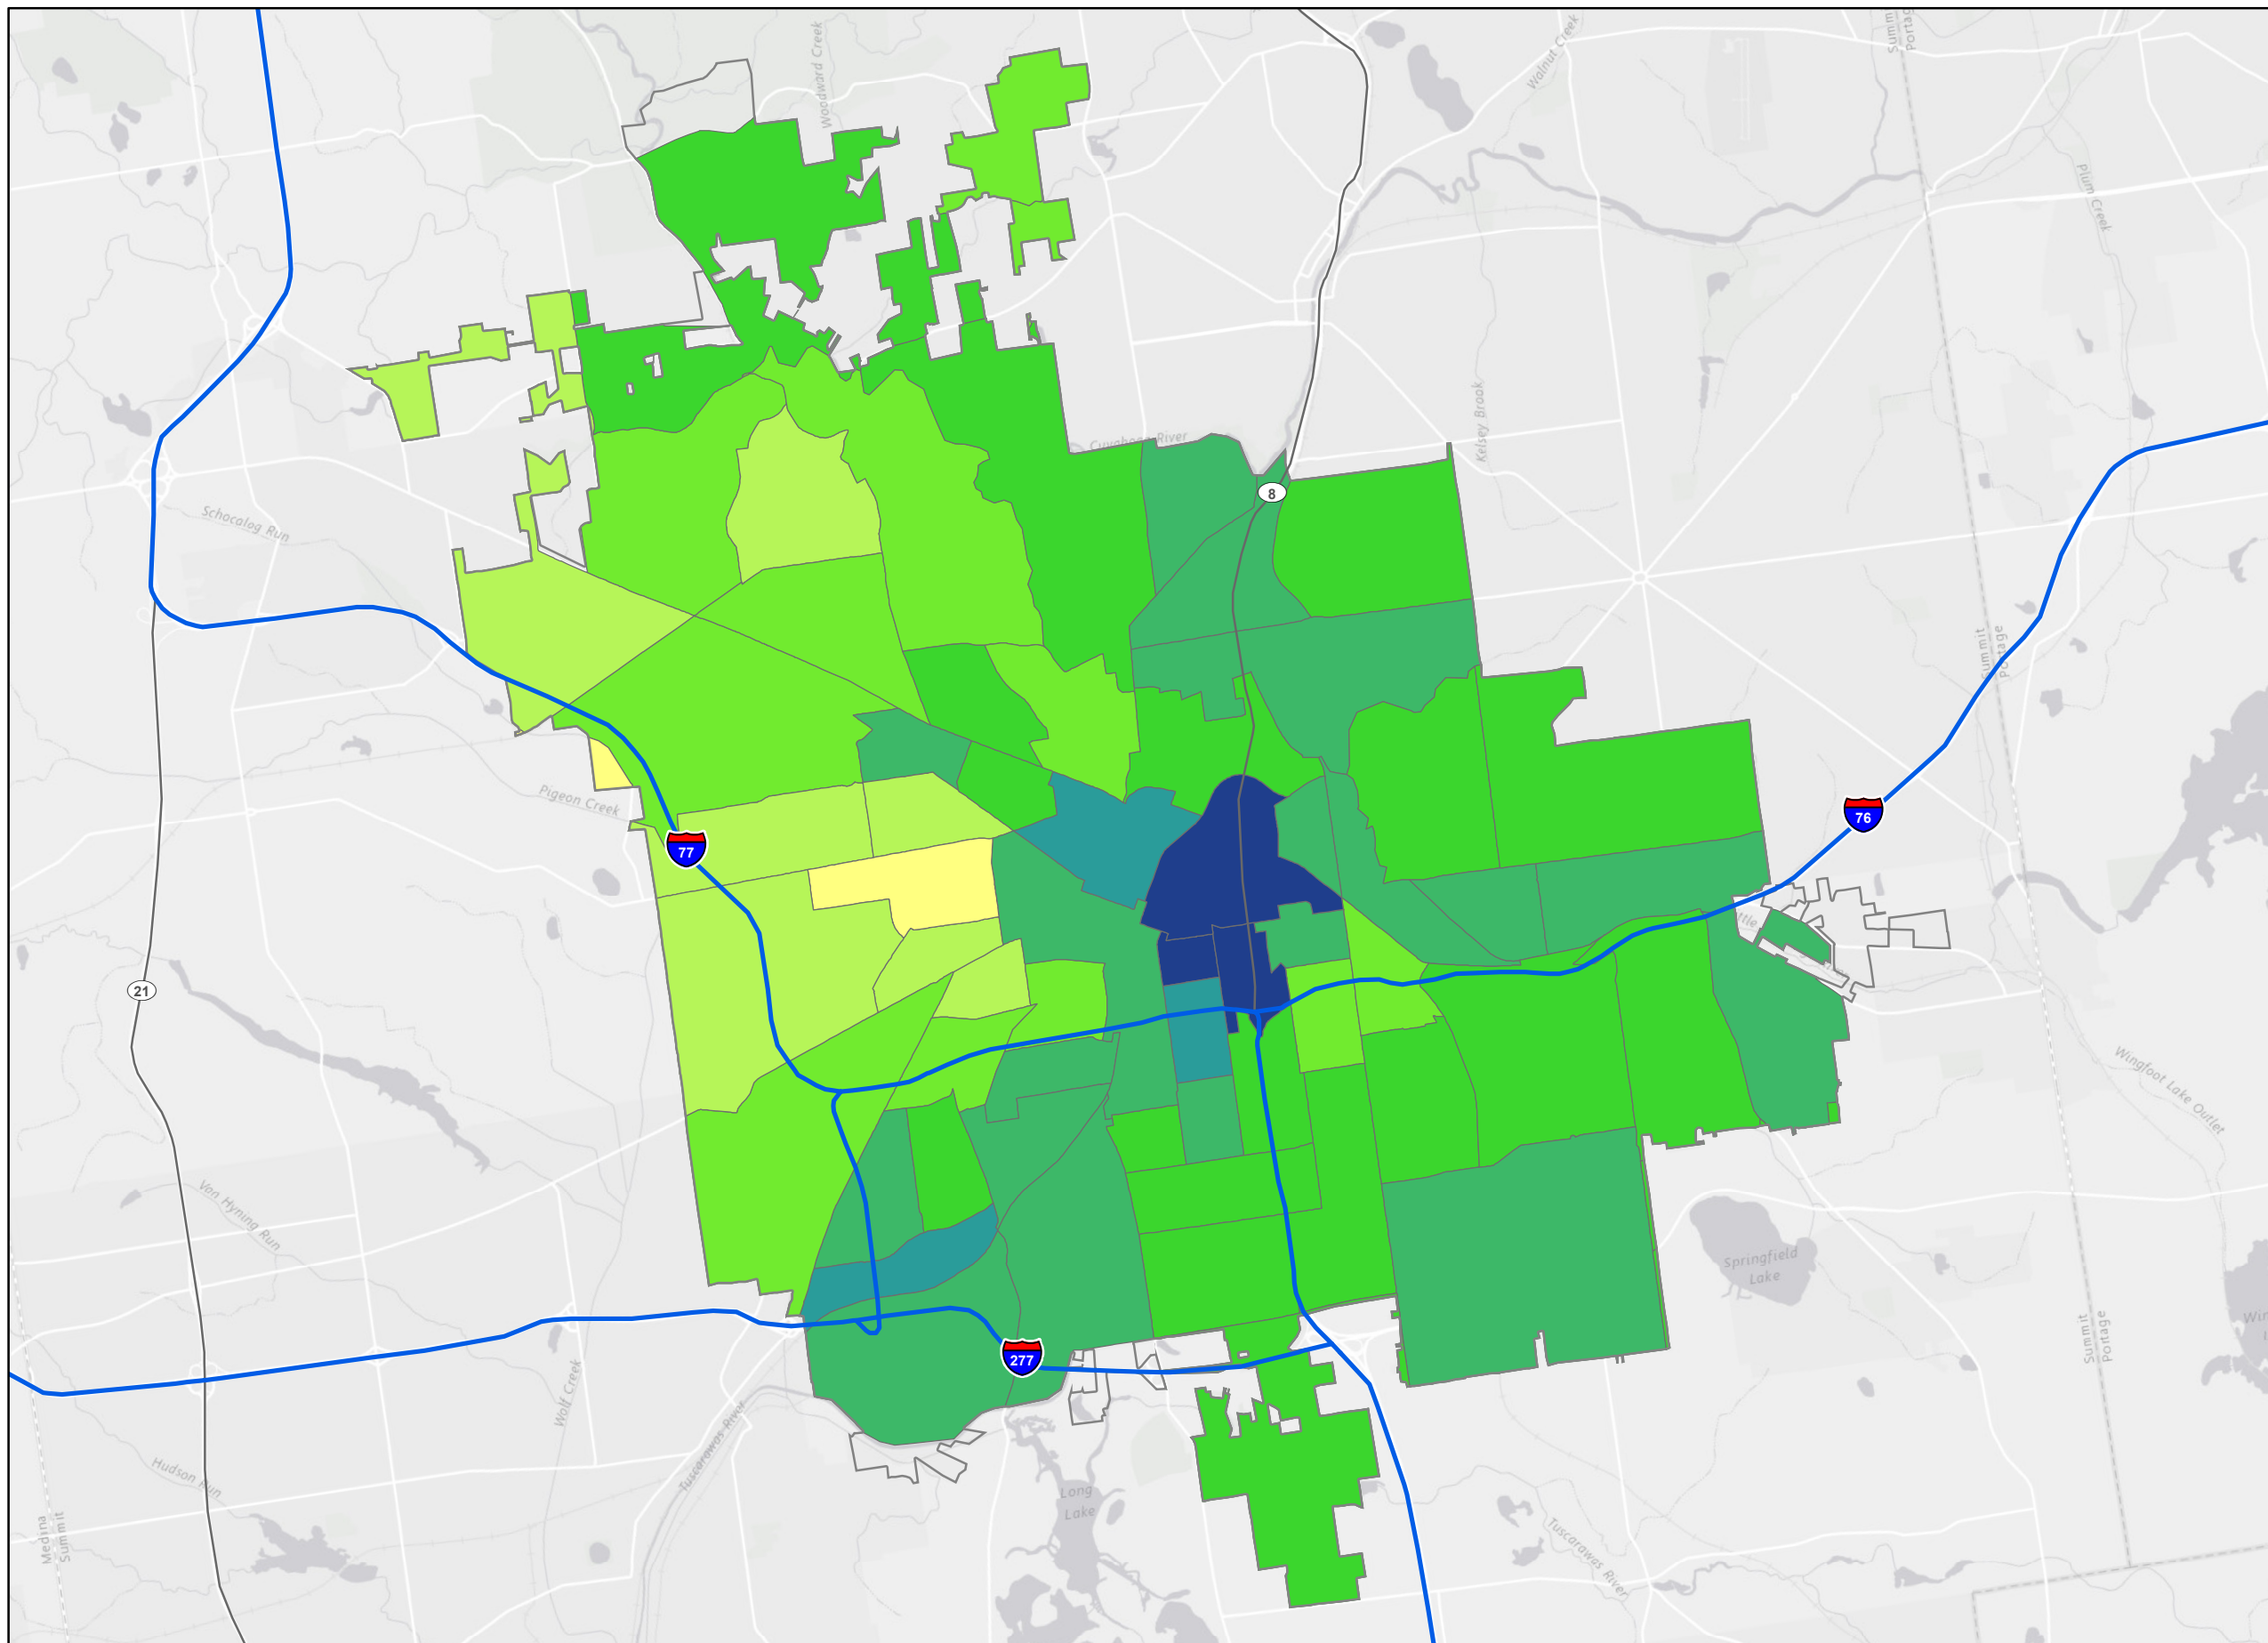 Woodward Creek
Walnut Creek
Summit
Portage
Plum Creek
Cuyahoga River
Kelsey Brook
8
Schocalog Run
Summit
Portage
Pigeon Creek
77
76
21
Wingfoot Lake Outlet
Von Hyning Run
Springfield
Lake
Summit
Portage
277
Wolf Creek
Tuscarawas River
Hudson Run
Long
Lake
Medina
Summit
Tuscarawas River